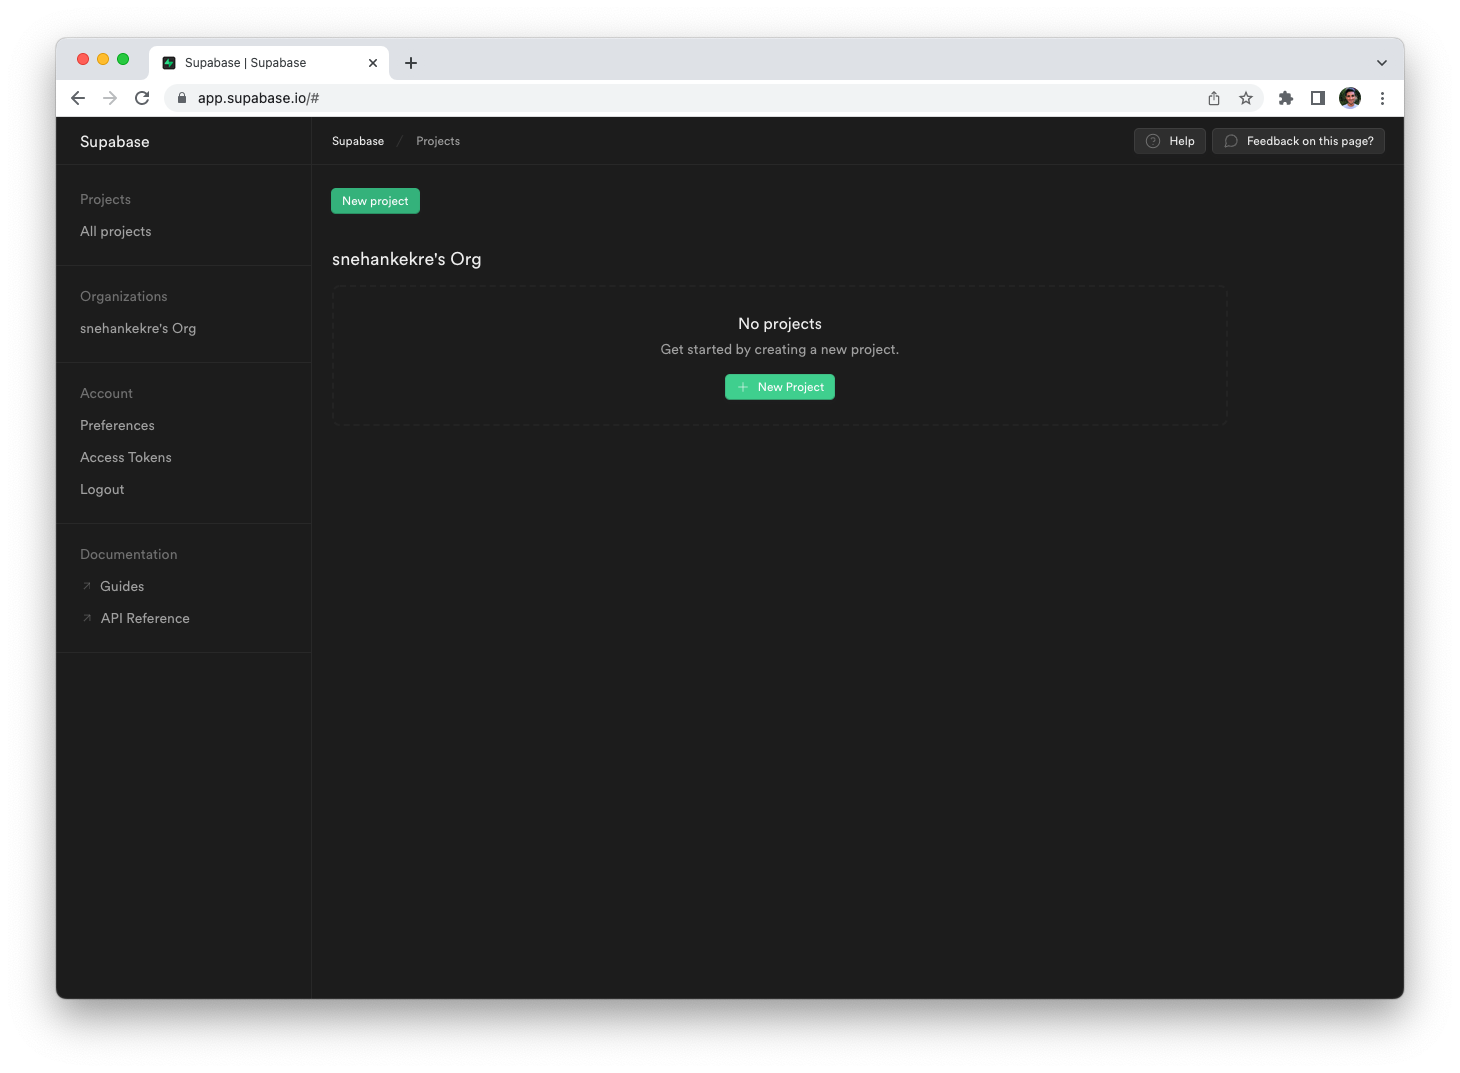 Supabase | Supabase
app.supabase.io/#
Supabase
Supabase / Projects
Help
Feedback on this page?
Projects
All projects
Organizations
snehankekre's Org
Account
Preferences
Access Tokens
Logout
Documentation
Guides
API Reference
New project
snehankekre's Org
No projects
Get started by creating a new project.
New Project